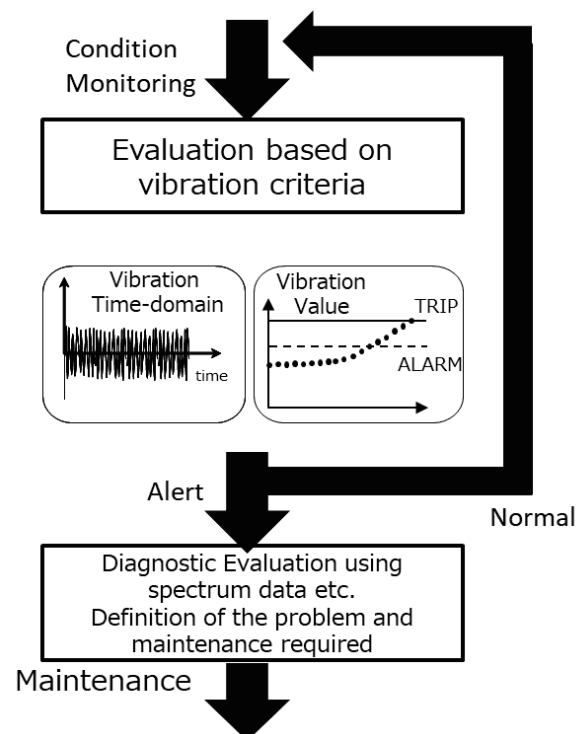 Condition
Monitoring
Evaluation based on
vibration criteria
Vibration
Time-domain
time
Vibration
Value
TRIP
ALARM
Alert
Normal
Diagnostic Evaluation using
spectrum data etc.
Definition of the problem and
maintenance required
Maintenance